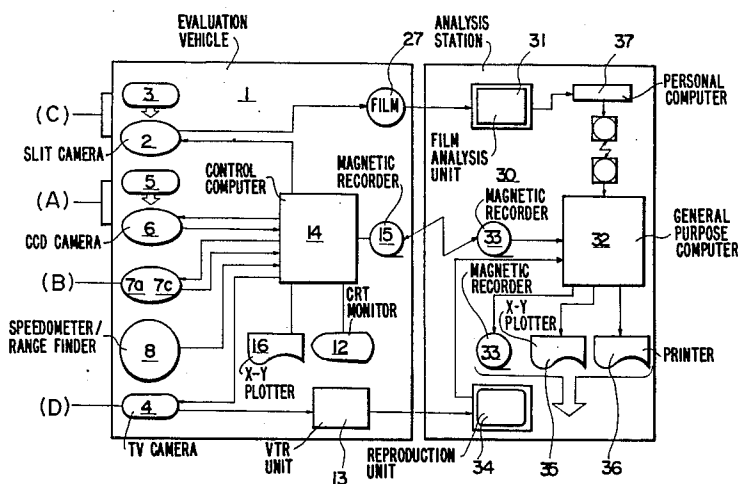 EVALUATION
VEHICLE
ANALYSIS
STATION
27
31
37
3
1
FILM
PERSONAL
COMPUTER
(C)
2
SLIT CAMERA
FILM
ANALYSIS
UNIT
CONTROL
COMPUTER
MAGNETIC
RECORDER
30
5
(A)
6
CCD CAMERA
14
15
MAGNETIC
RECORDER
33
32
GENERAL
PURPOSE
COMPUTER
(B)
7a 7c
MAGNETIC
RECORDER
SPEEDOMETER/
RANGE FINDER
8
CRT
MONITOR
16
X-Y
PLOTTER
12
X-Y
PLOTTER
33
PRINTER
(D)
4
TV CAMERA
VTR
UNIT
13
REPRODUCTION
UNIT
34
35
36